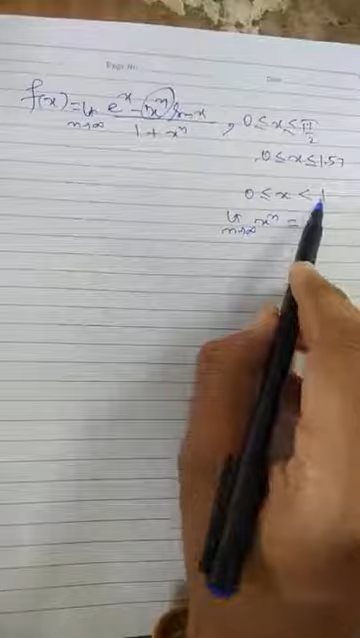 Page No.
Date
f(x) = Lt n→∞ (e^x - x^n sin x) / (1 + x^n) , 0 ≤ x ≤ π/2
0 ≤ x ≤ 1.57
0 ≤ x < 1
Lt n→∞ x^n =